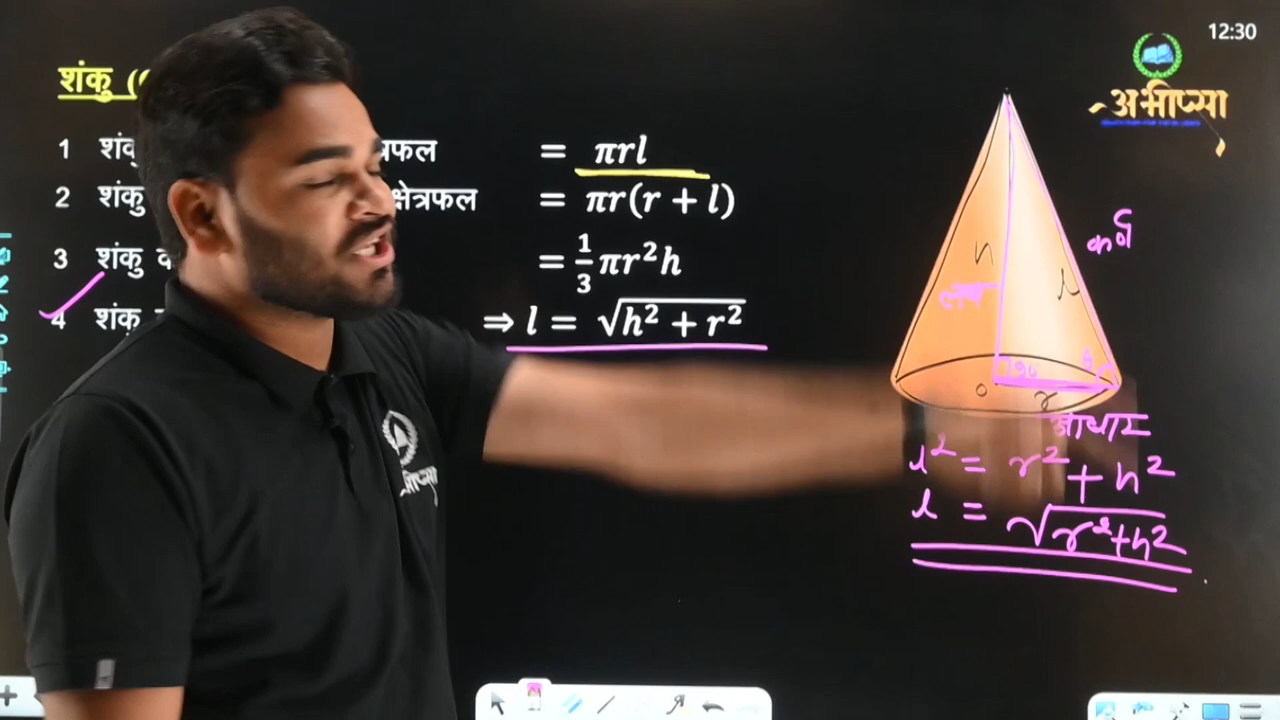 12:30
अभीप्सा
शंकु
1 त्रफल = πrl
2 शंकु क्षेत्रफल = πr(r + l)
3 शंकु = 1/3 πr²h
4 शंकु ⇒ l = √(h² + r²)
कर्ण
h
लम्ब
l
90
θ
o
r
आधार
l² = r² + h²
l = √(r²+h²)